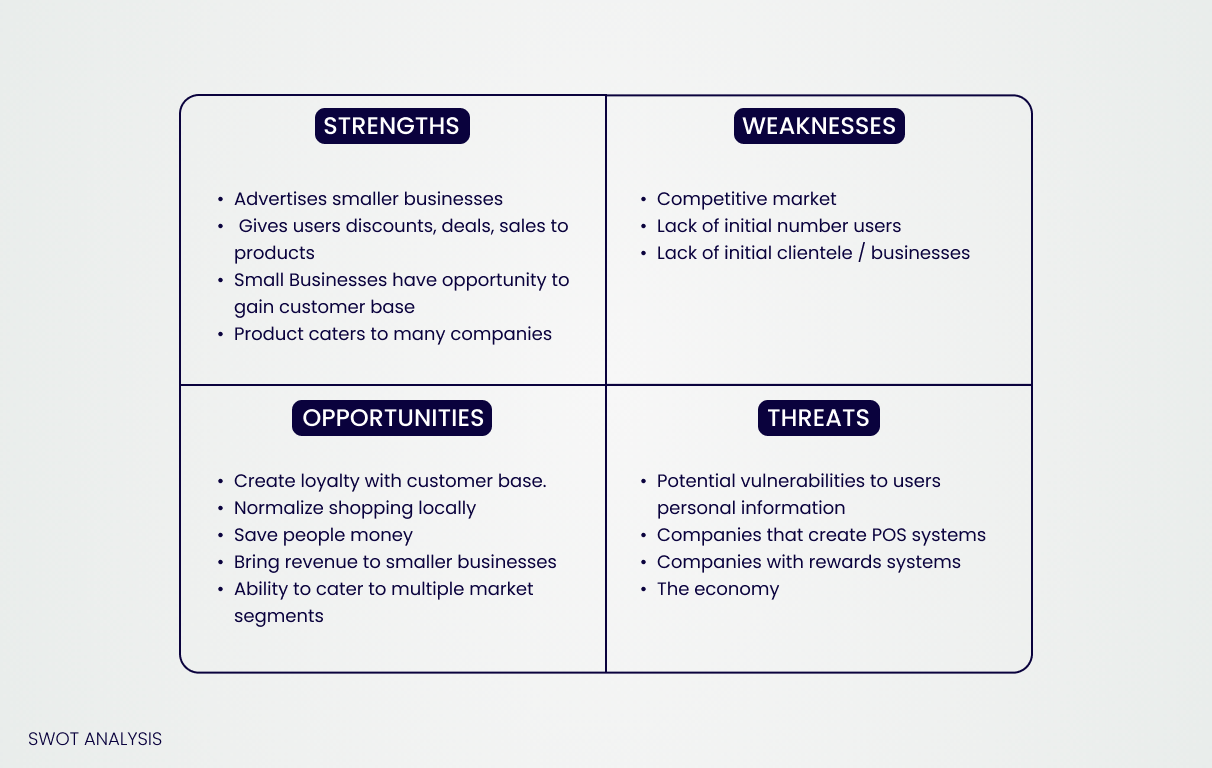 STRENGTHS
• Advertises smaller businesses
• Gives users discounts, deals, sales to
products
• Small Businesses have opportunity to
gain customer base
• Product caters to many companies
WEAKNESSES
• Competitive market
• Lack of initial number users
• Lack of initial clientele / businesses
OPPORTUNITIES
• Create loyalty with customer base.
• Normalize shopping locally
• Save people money
• Bring revenue to smaller businesses
• Ability to cater to multiple market
segments
THREATS
• Potential vulnerabilities to users
personal information
• Companies that create POS systems
• Companies with rewards systems
• The economy
SWOT ANALYSIS